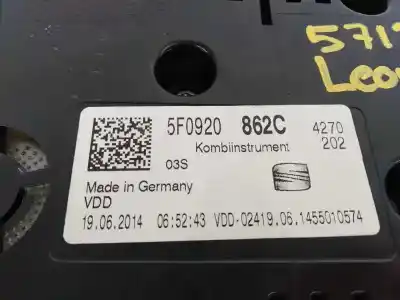 571
Leo
5F0920 862C 4270
Kombiinstrument 202
03S
Made in Germany
VDD
19.06.2014 06:52:43 VDD-02419.06.1455010574